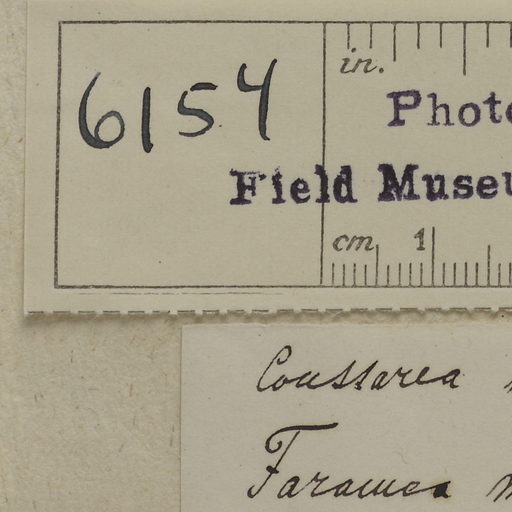 6154
in.
Photo
Field Museu
cm 1
Coussarea
Faramea